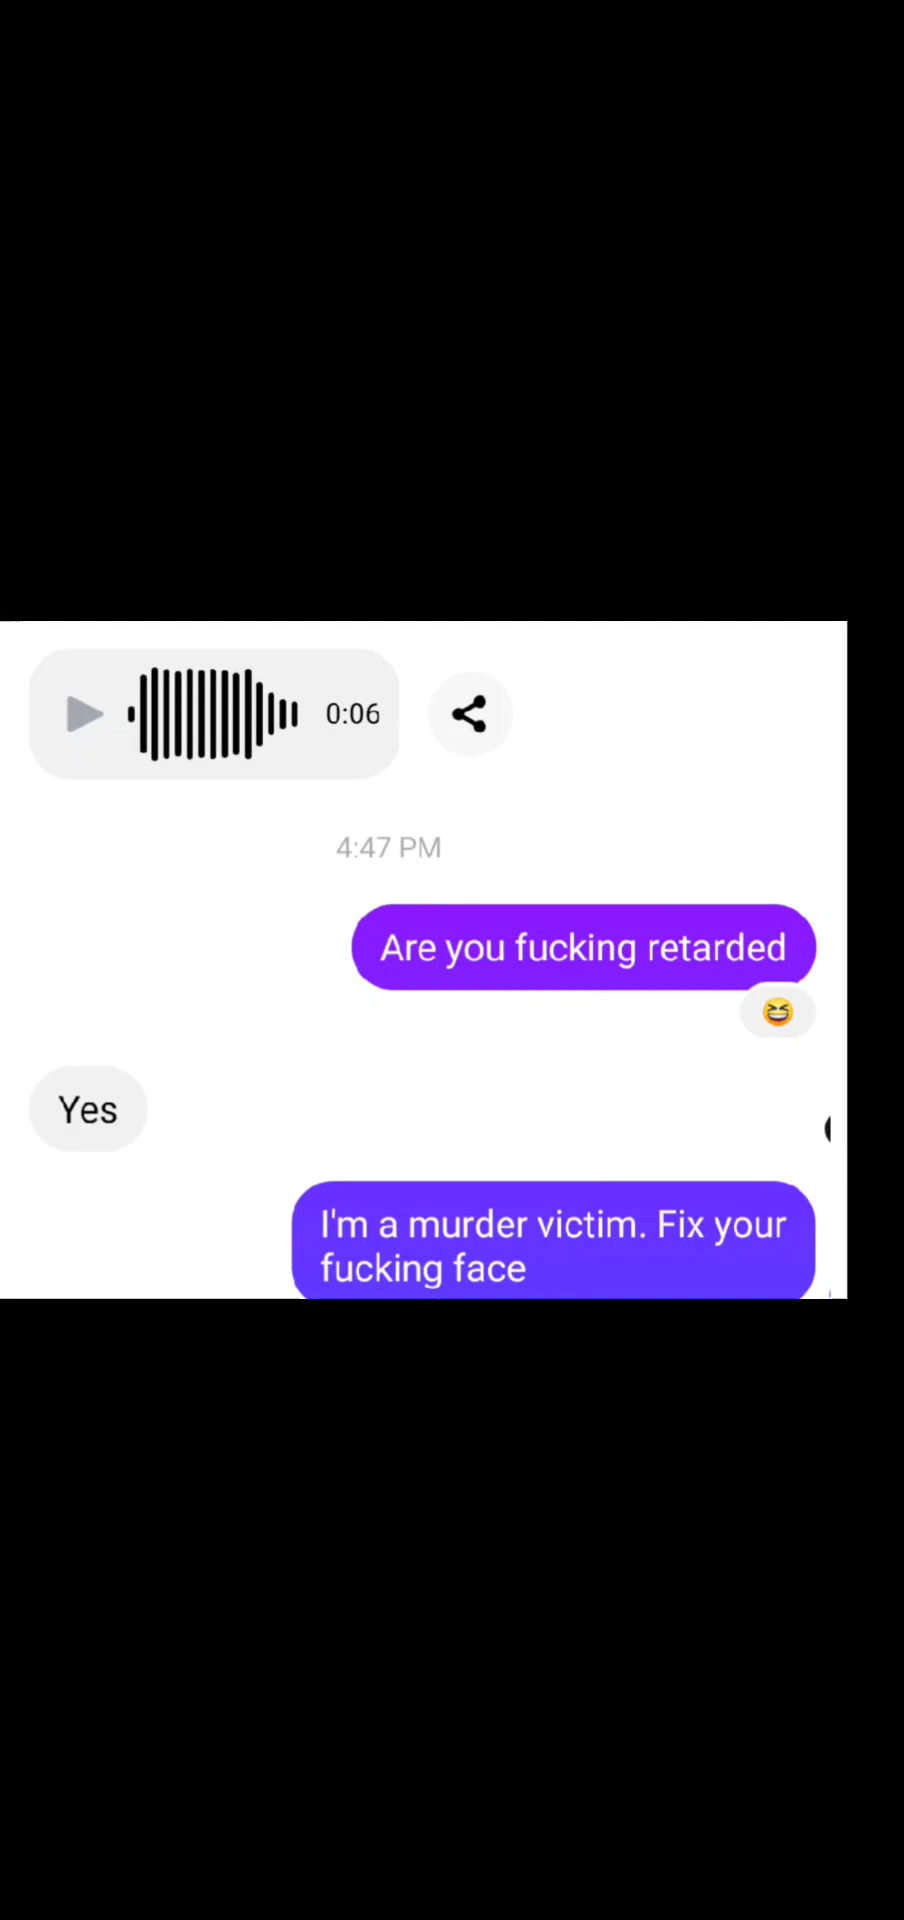 0:06
4:47 PM
Are you fucking retarded
Yes
I'm a murder victim. Fix your
fucking face